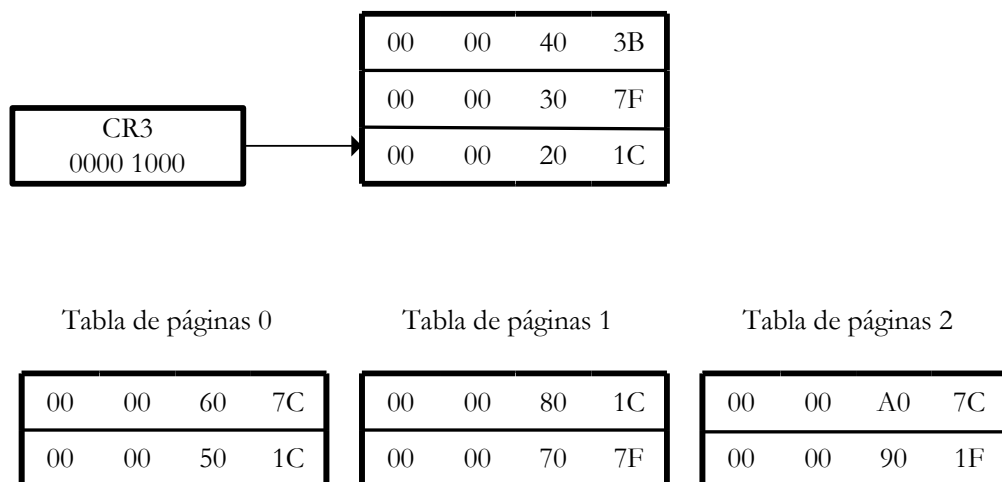 00 00 40 3B
00 00 30 7F
CR3
0000 1000
00 00 20 1C
Tabla de páginas 0
Tabla de páginas 1
Tabla de páginas 2
00 00 60 7C
00 00 50 1C
00 00 80 1C
00 00 70 7F
00 00 A0 7C
00 00 90 1F